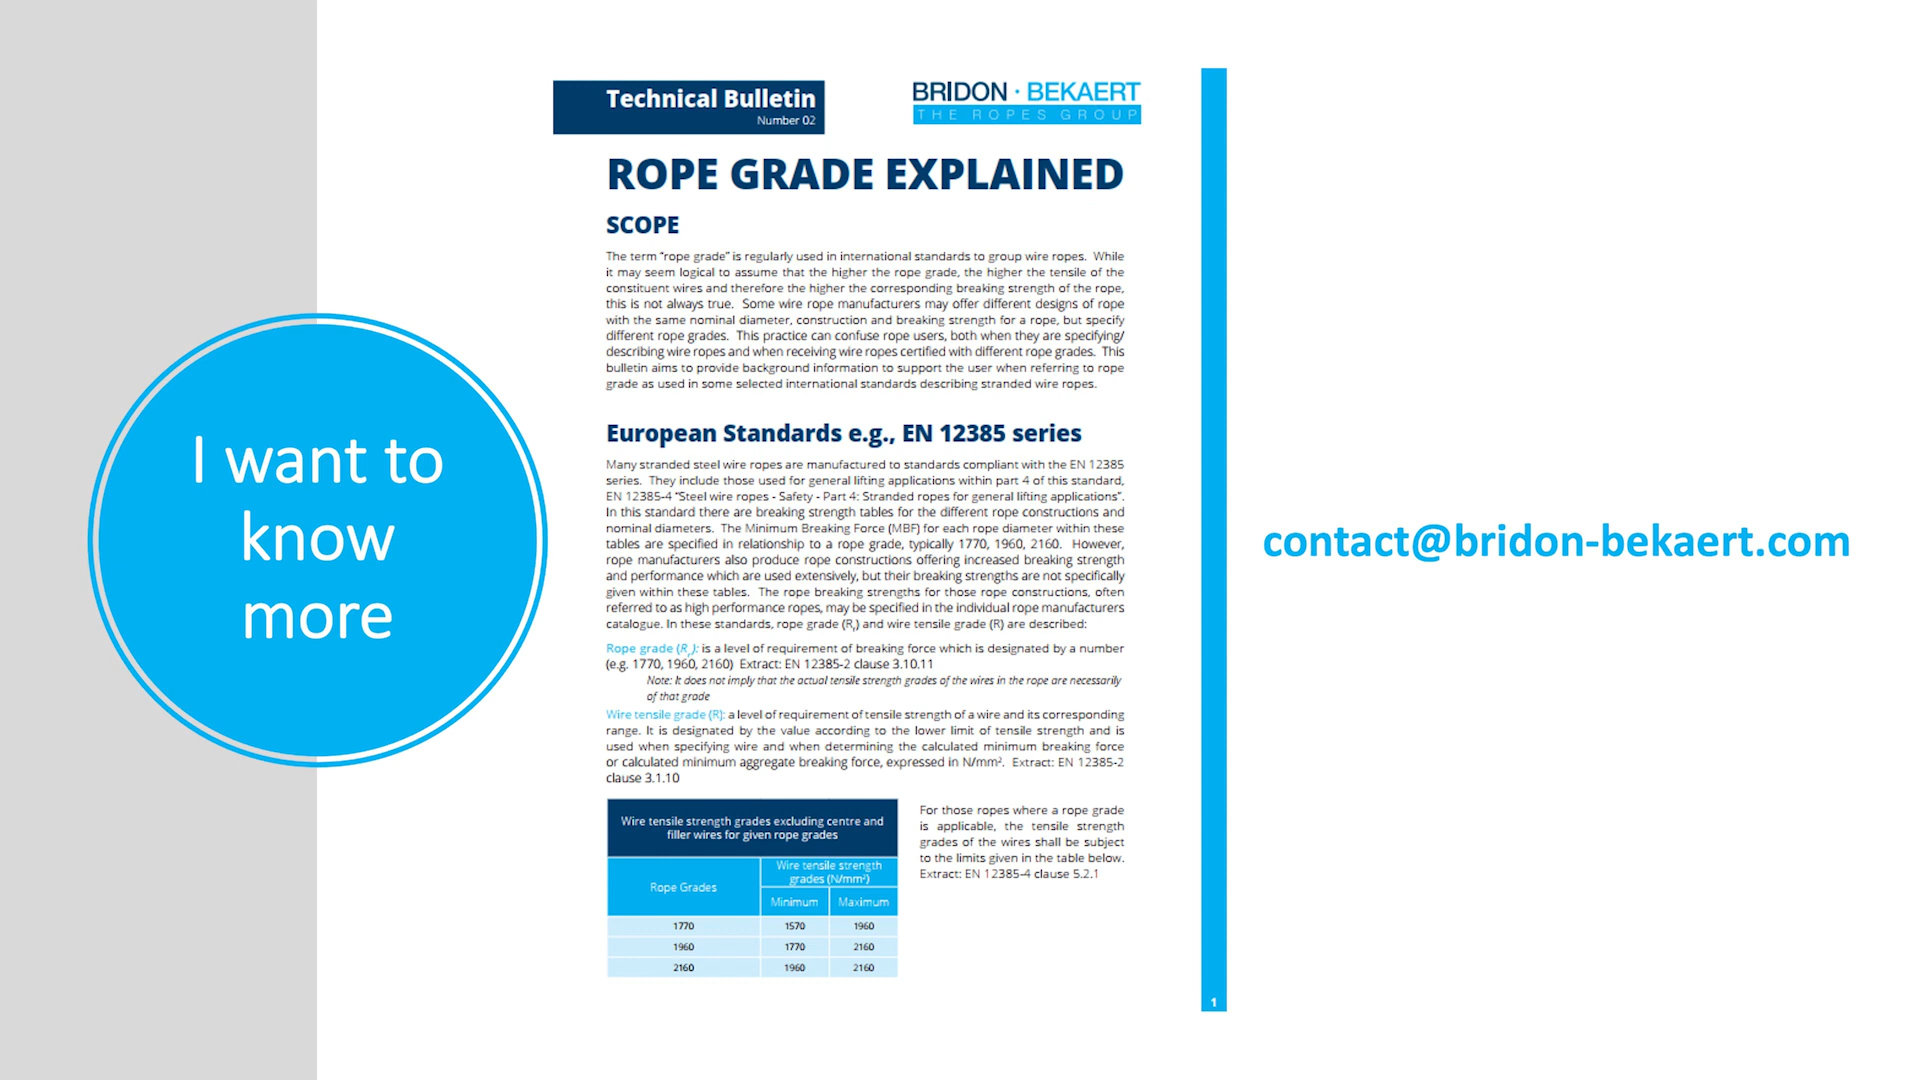 I want to
know
more
Technical Bulletin
Number 02
BRIDON · BEKAERT
THE ROPES GROUP
ROPE GRADE EXPLAINED
SCOPE
The term “rope grade” is regularly used in international standards to group wire ropes. While
it may seem logical to assume that the higher the rope grade, the higher the tensile of the
constituent wires and therefore the higher the corresponding breaking strength of the rope,
this is not always true. Some wire rope manufacturers may offer different designs of rope
with the same nominal diameter, construction and breaking strength for a rope, but specify
different rope grades. This practice can confuse rope users, both when they are specifying/
describing wire ropes and when receiving wire ropes certified with different rope grades. This
bulletin aims to provide background information to support the user when referring to rope
grade as used in some selected international standards describing stranded wire ropes.
European Standards e.g., EN 12385 series
Many stranded steel wire ropes are manufactured to standards compliant with the EN 12385
series. They include those used for general lifting applications within part 4 of this standard,
EN 12385-4 “Steel wire ropes - Safety - Part 4: Stranded ropes for general lifting applications”.
In this standard there are breaking strength tables for the different rope constructions and
nominal diameters. The Minimum Breaking Force (MBF) for each rope diameter within these
tables are specified in relationship to a rope grade, typically 1770, 1960, 2160. However,
rope manufacturers also produce rope constructions offering increased breaking strength
and performance which are used extensively, but their breaking strengths are not specifically
given within these tables. The rope breaking strengths for those rope constructions, often
referred to as high performance ropes, may be specified in the individual rope manufacturers
catalogue. In these standards, rope grade (Rr) and wire tensile grade (R) are described:
Rope grade (Rr): is a level of requirement of breaking force which is designated by a number
(e.g. 1770, 1960, 2160) Extract: EN 12385-2 clause 3.10.11
Note: It does not imply that the actual tensile strength grades of the wires in the rope are necessarily
of that grade
Wire tensile grade (R): a level of requirement of tensile strength of a wire and its corresponding
range. It is designated by the value according to the lower limit of tensile strength and is
used when specifying wire and when determining the calculated minimum breaking force
or calculated minimum aggregate breaking force, expressed in N/mm². Extract: EN 12385-2
clause 3.1.10
Wire tensile strength grades excluding centre and
filler wires for given rope grades
Rope Grades
Wire tensile strength
grades (N/mm²)
Minimum Maximum
1770 1570 1960
1960 1770 2160
2160 1960 2160
For those ropes where a rope grade
is applicable, the tensile strength
grades of the wires shall be subject
to the limits given in the table below.
Extract: EN 12385-4 clause 5.2.1
1
contact@bridon-bekaert.com